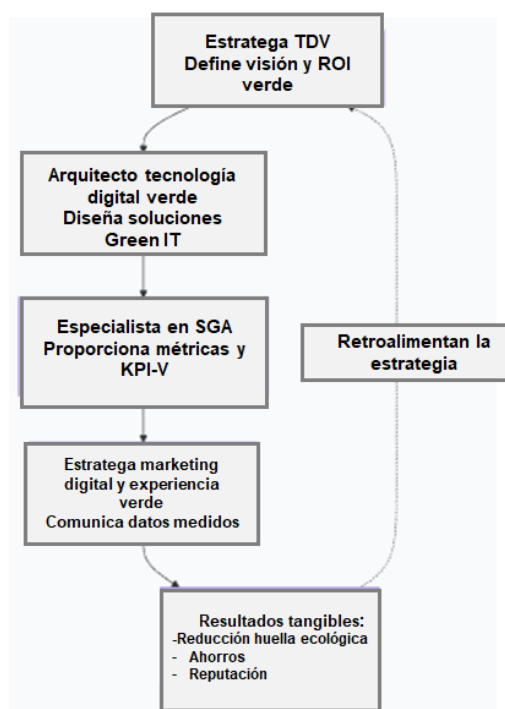 Estratega TDV
Define visión y ROI
verde
Arquitecto tecnología
digital verde
Diseña soluciones
Green IT
Especialista en SGA
Proporciona métricas y
KPI-V
Retroalimentan la
estrategia
Estratega marketing
digital y experiencia
verde
Comunica datos medidos
Resultados tangibles:
-Reducción huella ecológica
- Ahorros
- Reputación